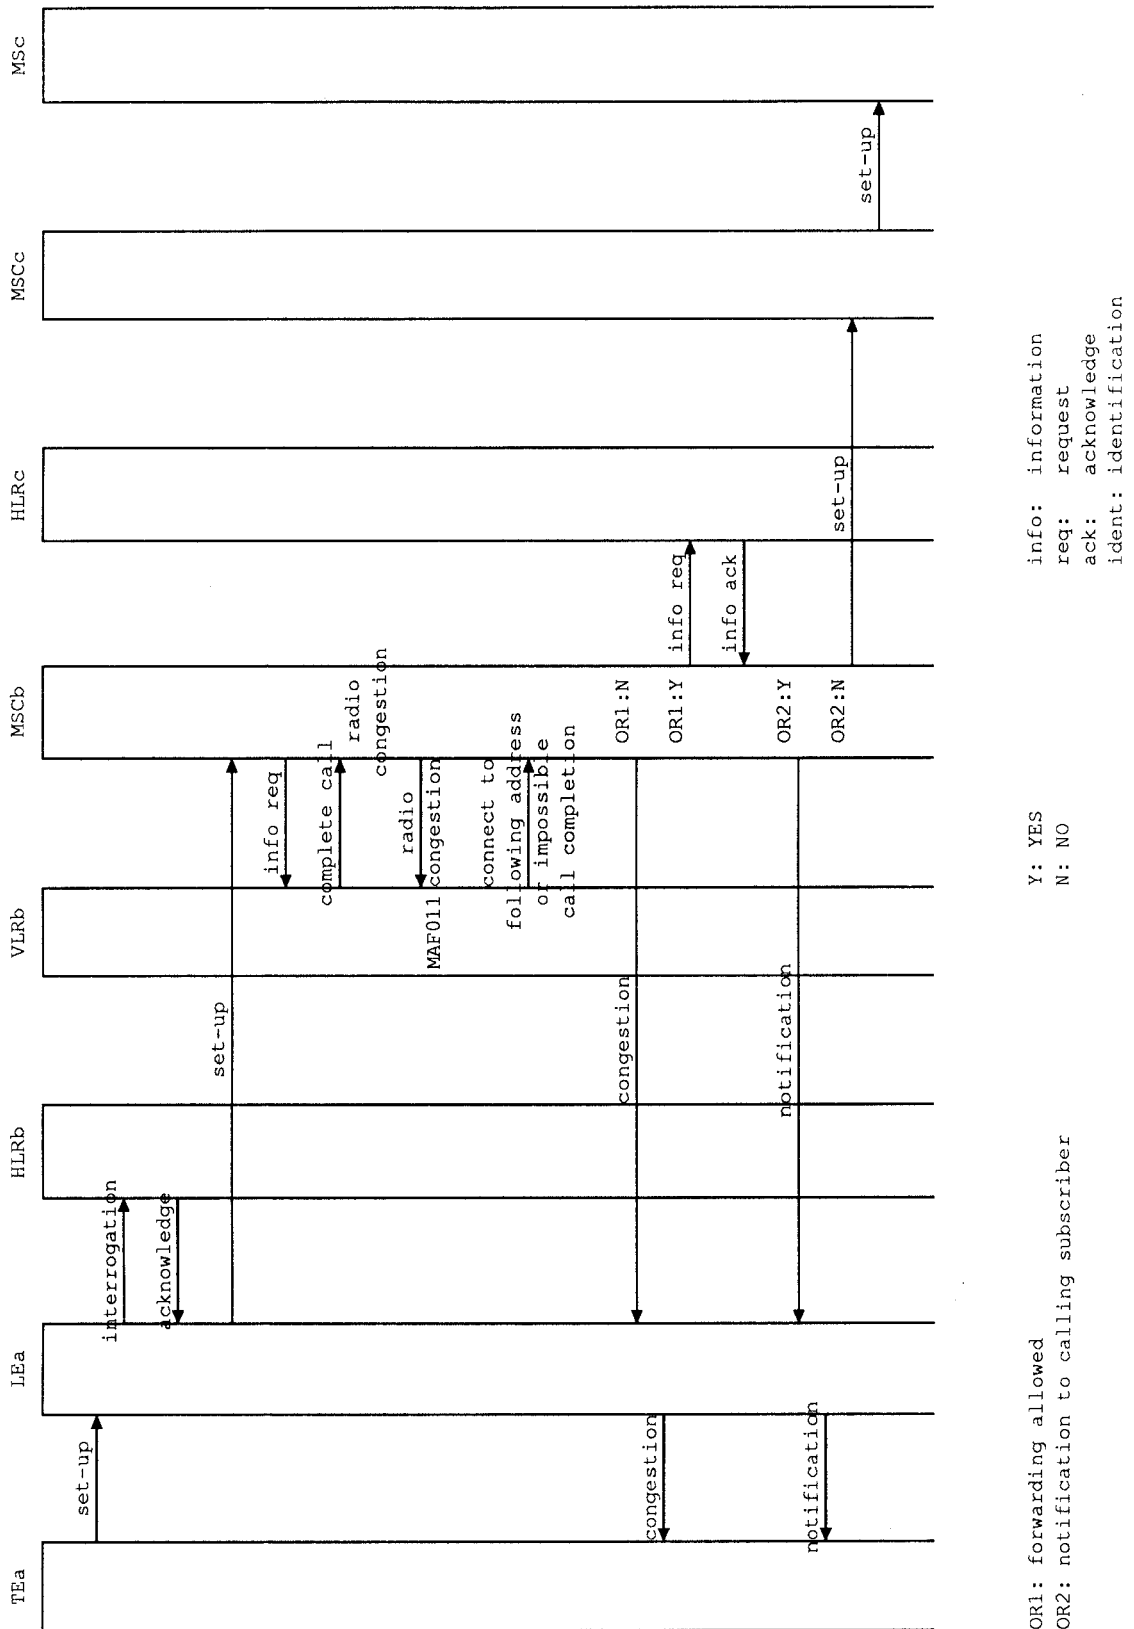 TEa
LEa
HLRb
VLRb
MSCb
HLRc
MSCc
MSc
set-up
interrogation
acknowledge
set-up
info req
complete call
radio
congestion
radio
congestion
MAF011
connect to
following address
or impossible
call completion
OR1:N
congestion
congestion
OR1:Y
info req
info ack
OR2:Y
notification
notification
OR2:N
set-up
set-up
OR1: forwarding allowed
OR2: notification to calling subscriber
Y: YES
N: NO
info: information
req: request
ack: acknowledge
ident: identification